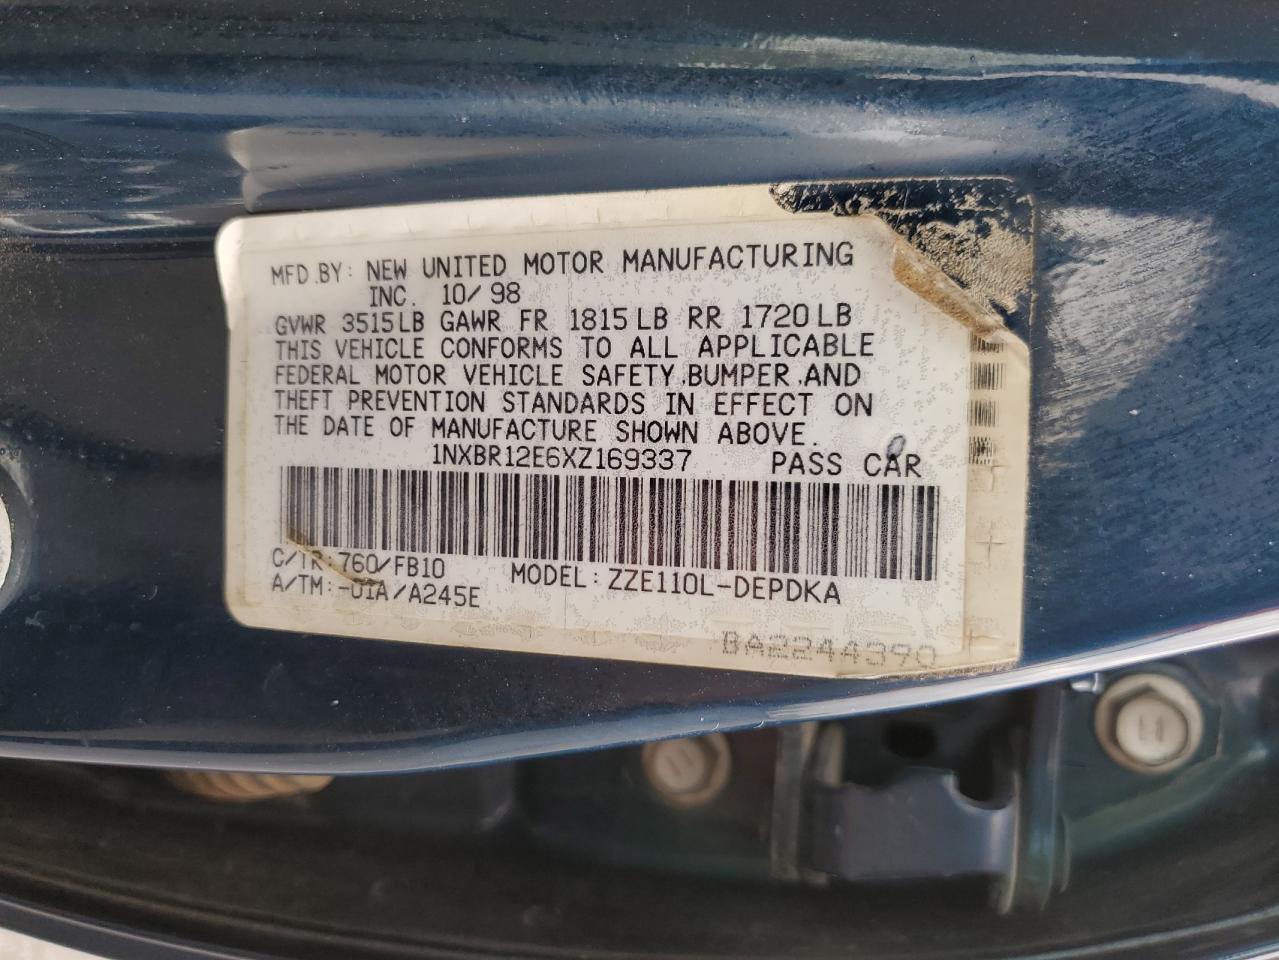 MFD.BY: NEW UNITED MOTOR MANUFACTURING
INC. 10/98
GVWR 3515LB GAWR FR 1815LB RR 1720LB
THIS VEHICLE CONFORMS TO ALL APPLICABLE
FEDERAL MOTOR VEHICLE SAFETY,BUMPER,AND
THEFT PREVENTION STANDARDS IN EFFECT ON
THE DATE OF MANUFACTURE SHOWN ABOVE.
1NXBR12E6XZ169337 PASS CAR
C/TR:760/FB10 MODEL:ZZE110L-DEPDKA
A/TM:-01A/A245E
BA2244390